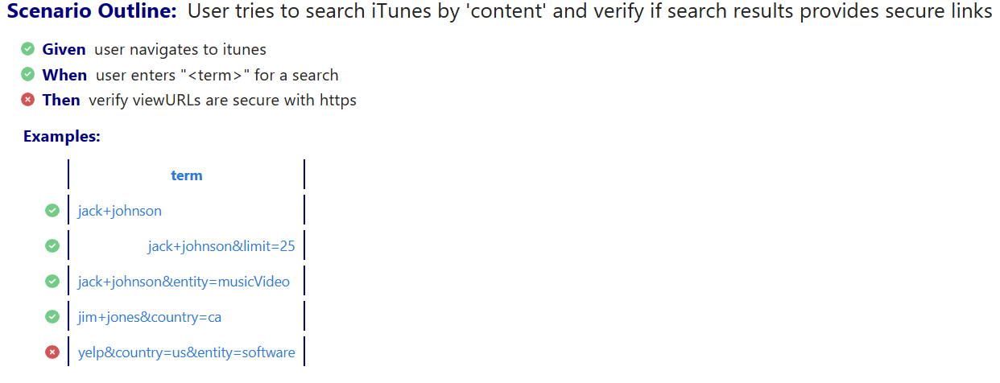 Scenario Outline: User tries to search iTunes by 'content' and verify if search results provides secure links
Given user navigates to itunes
When user enters "<term>" for a search
Then verify viewURLs are secure with https
Examples:
term
jack+johnson
jack+johnson&limit=25
jack+johnson&entity=musicVideo
jim+jones&country=ca
yelp&country=us&entity=software